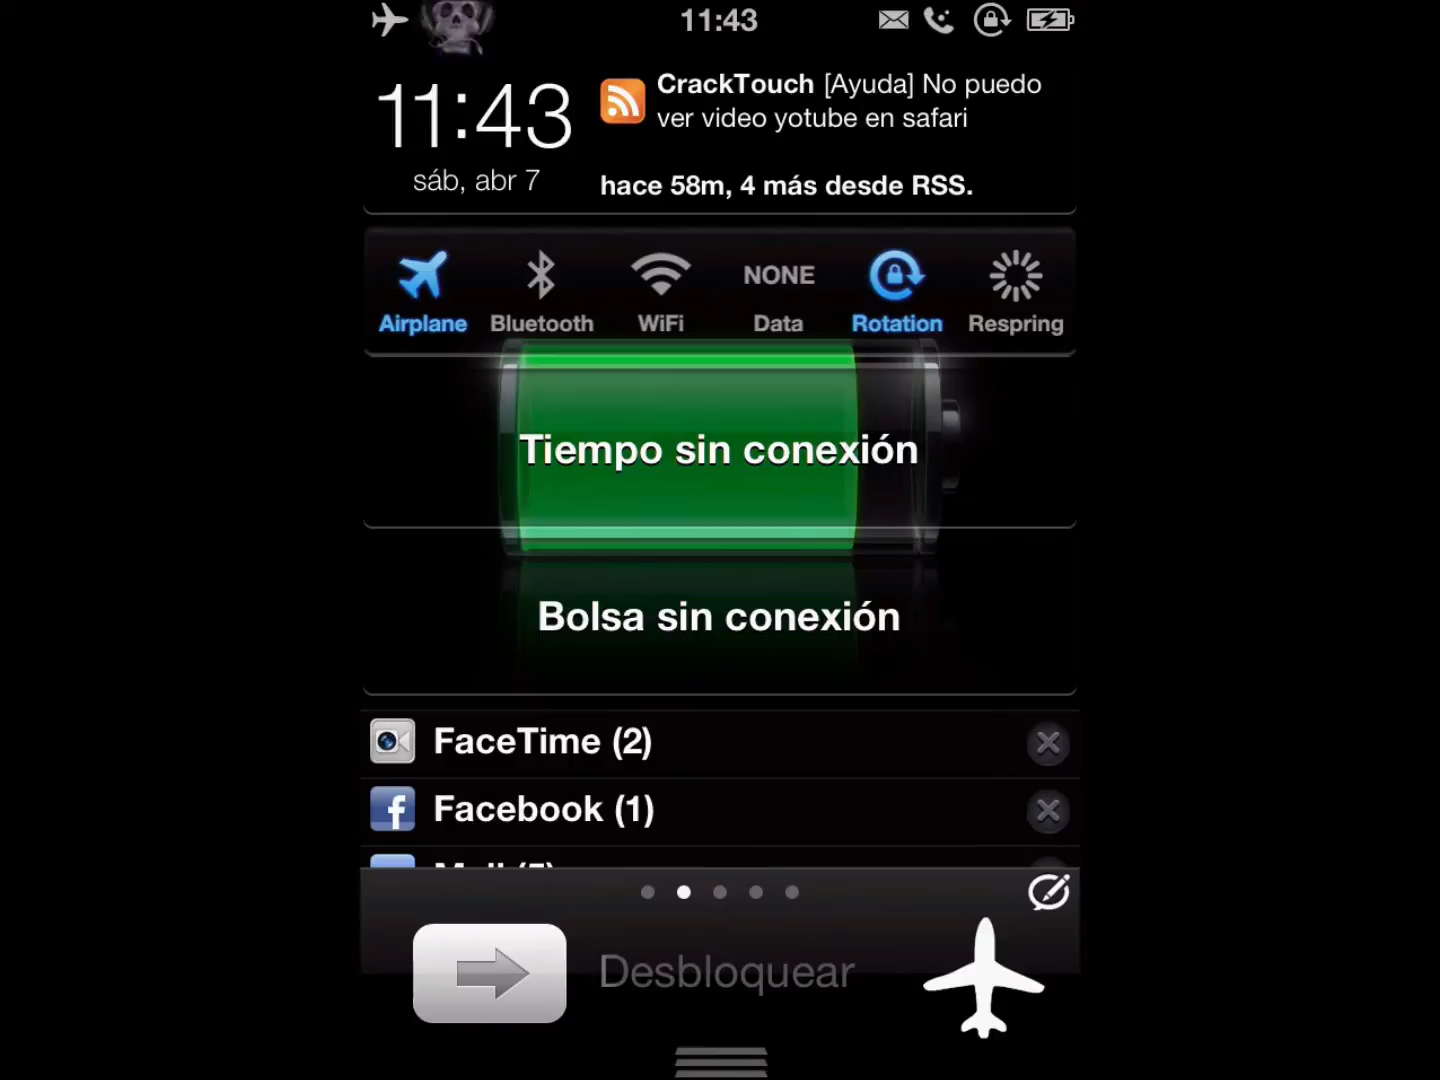 11:43
11:43
sáb, abr 7
CrackTouch [Ayuda] No puedo
ver video yotube en safari
hace 58m, 4 más desde RSS.
NONE
Airplane Bluetooth WiFi Data Rotation Respring
Tiempo sin conexión
Bolsa sin conexión
FaceTime (2)
Facebook (1)
Desbloquear